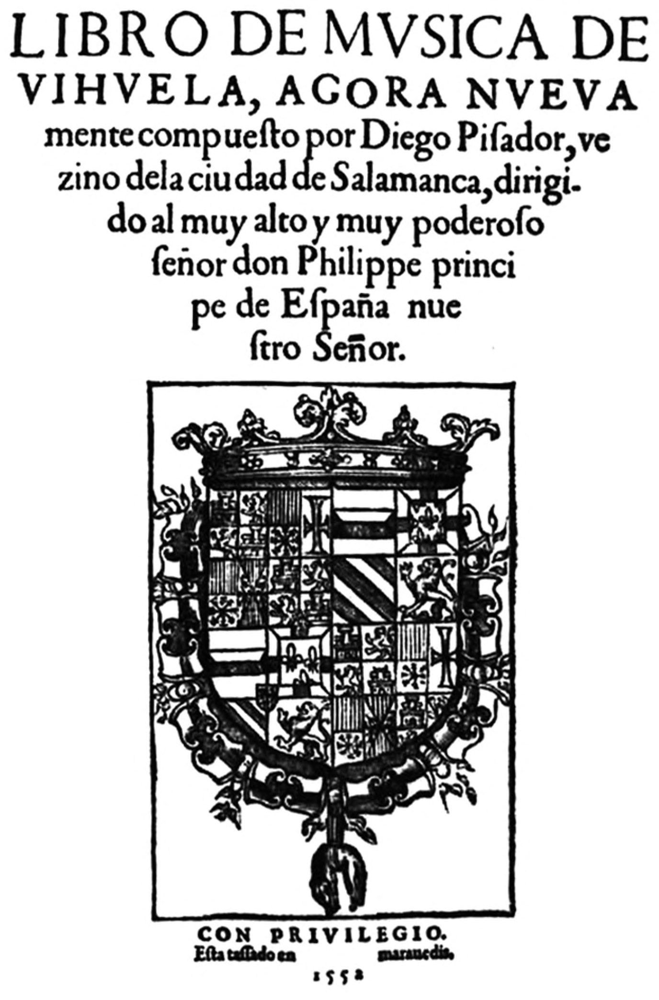 LIBRO DE MVSICA DE
VIHVELA, AGORA NVEVA
mente compueſto por Diego Piſador, ve
zino dela ciudad de Salamanca, dirigi-
do al muy alto y muy poderoſo
ſeñor don Philippe princi
pe de Eſpaña nue
ſtro Señor.
CON PRIVILEGIO.
Eſta taſſado en marauedis.
1552